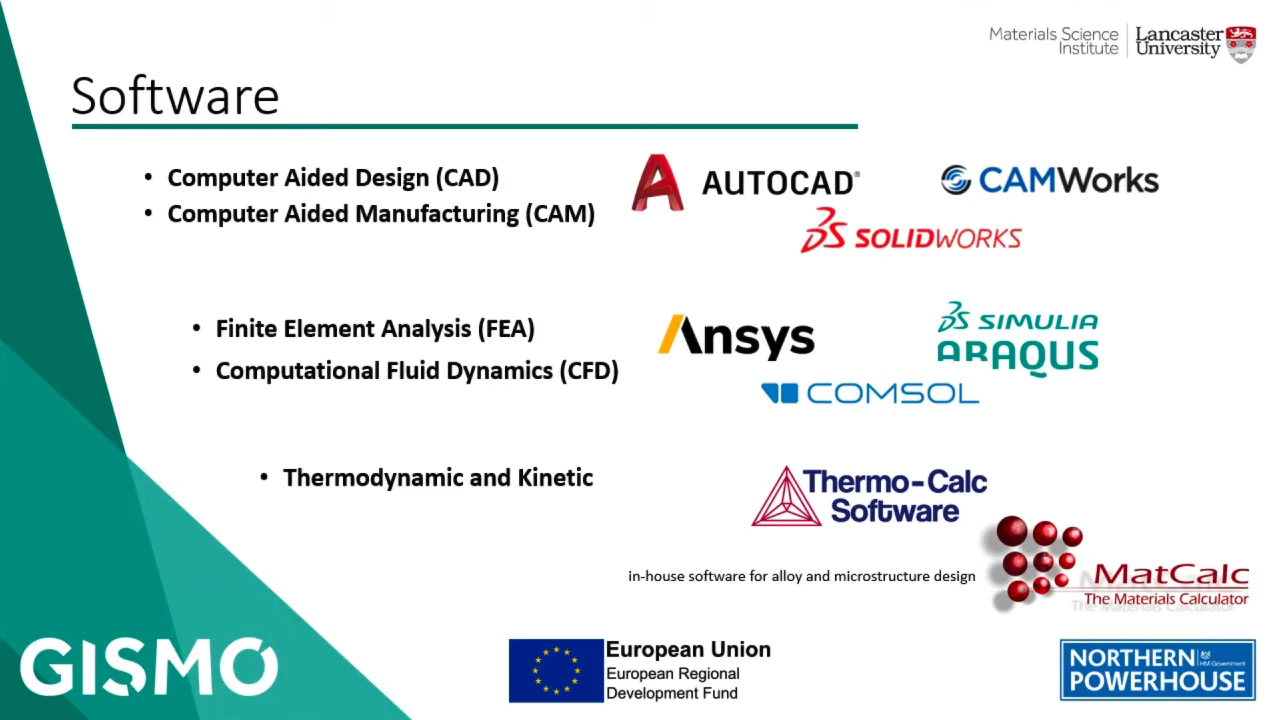 Materials Science
Institute
Lancaster
University
Software
• Computer Aided Design (CAD)
• Computer Aided Manufacturing (CAM)
AUTOCAD®
CAMWorks
SOLIDWORKS
• Finite Element Analysis (FEA)
• Computational Fluid Dynamics (CFD)
Ansys
SIMULIA
ABAQUS
COMSOL
• Thermodynamic and Kinetic
Thermo-Calc
Software
in-house software for alloy and microstructure design
MatCalc
The Materials Calculator
GISMO
European Union
European Regional
Development Fund
NORTHERN
HM Government
POWERHOUSE